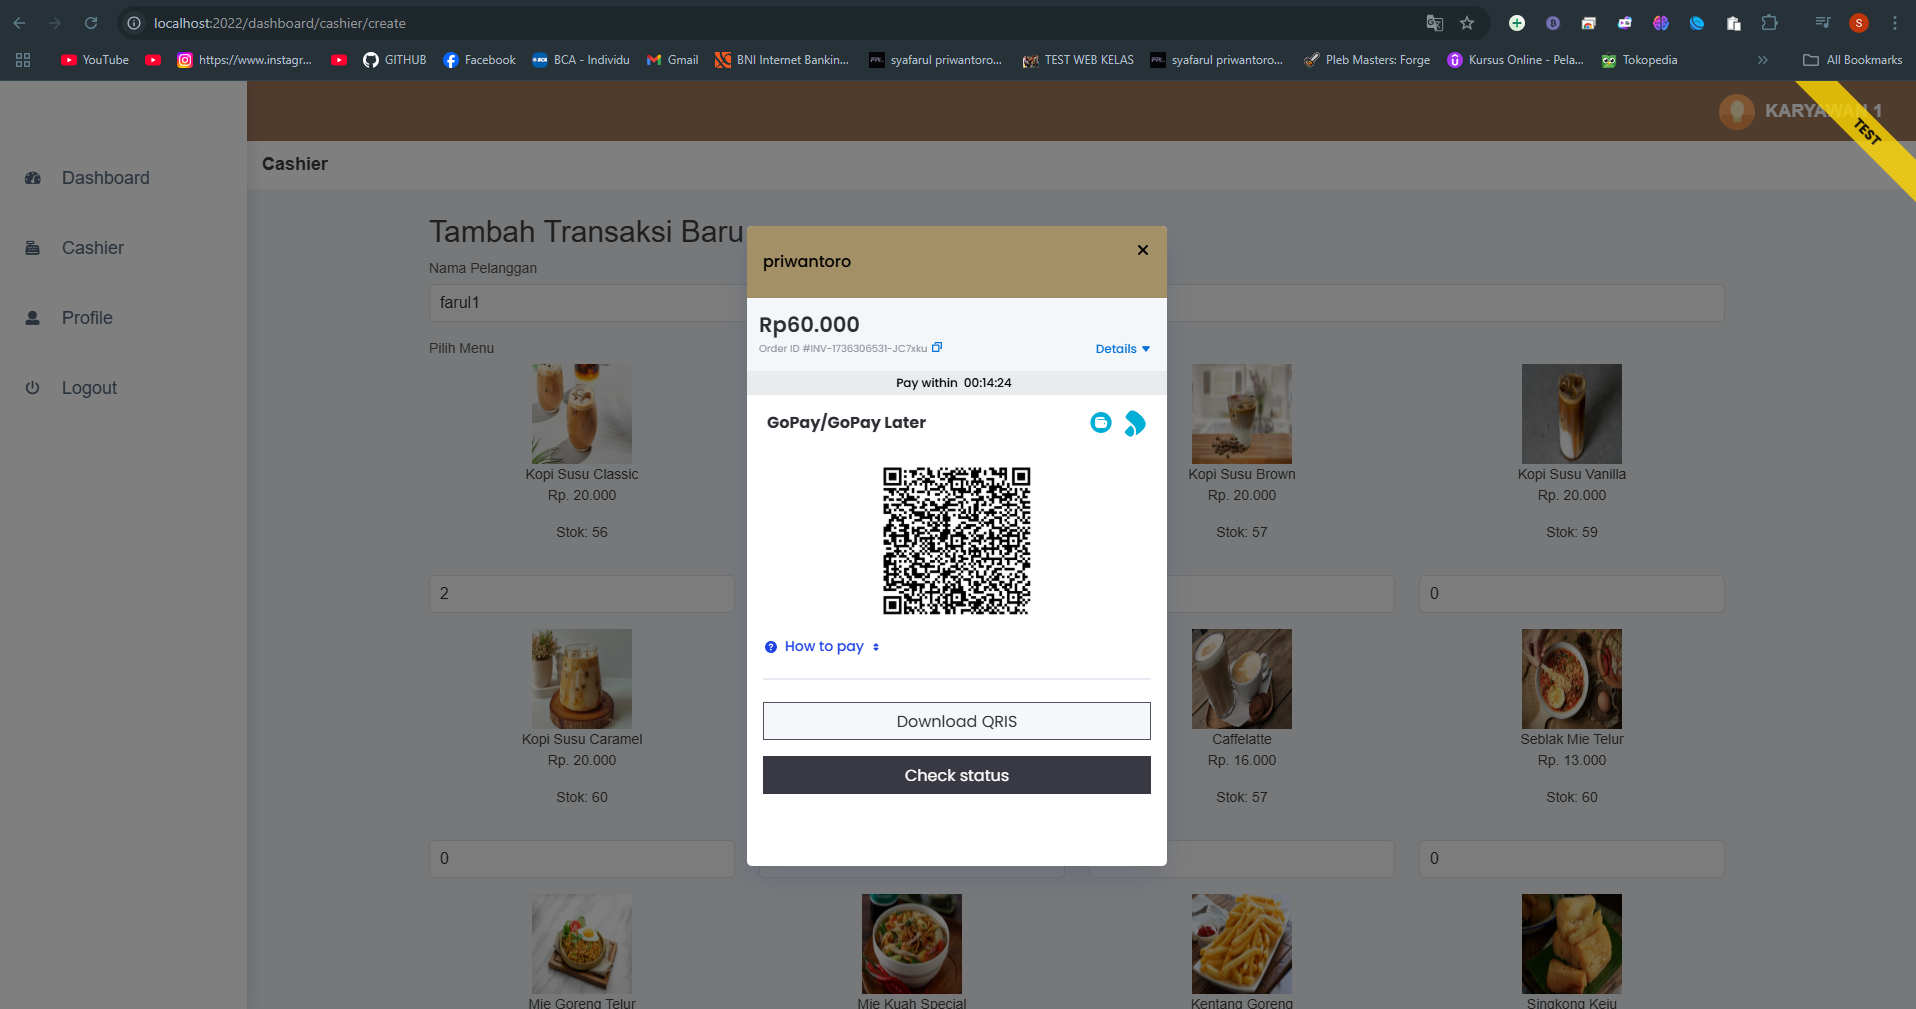 localhost:2022/dashboard/cashier/create
S
YouTube
https://www.instagr...
GITHUB
Facebook
BCA - Individu
Gmail
BNI Internet Bankin...
syafarul priwantoro...
TEST WEB KELAS
syafarul priwantoro...
Pleb Masters: Forge
Kursus Online - Pela...
Tokopedia
All Bookmarks
KARYAWAN 1
TEST
Dashboard
Cashier
Profile
Logout
Cashier
Tambah Transaksi Baru
Nama Pelanggan
farul1
Pilih Menu
Kopi Susu Classic
Rp. 20.000
Stok: 56
2
Kopi Susu Brown
Rp. 20.000
Stok: 57
Kopi Susu Vanilla
Rp. 20.000
Stok: 59
0
Kopi Susu Caramel
Rp. 20.000
Stok: 60
0
Caffelatte
Rp. 16.000
Stok: 57
Seblak Mie Telur
Rp. 13.000
Stok: 60
0
Mie Goreng Telur
Mie Kuah Special
Kentang Goreng
Singkong Keju
priwantoro
Rp60.000
Order ID #INV-1736306531-JC7xku
Details
Pay within 00:14:24
GoPay/GoPay Later
How to pay
Download QRIS
Check status